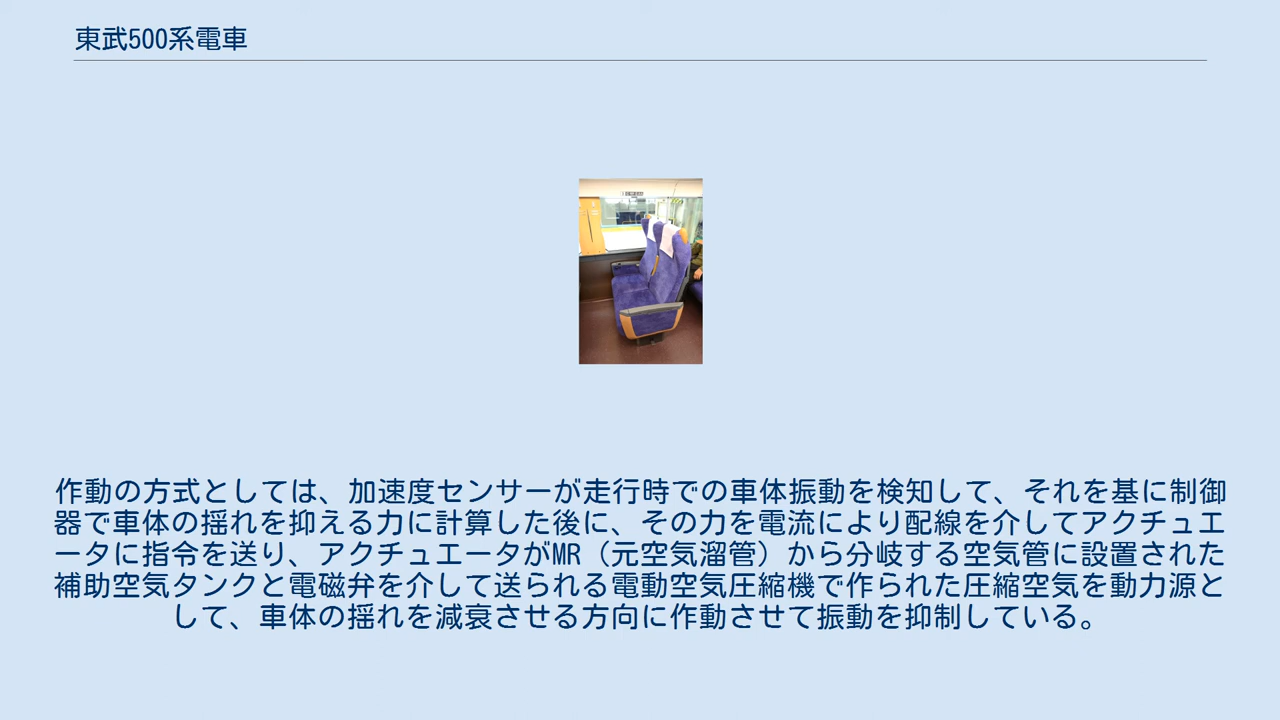 東武500系電車
作動の方式としては、加速度センサーが走行時での車体振動を検知して、それを基に制御
器で車体の揺れを抑える力に計算した後に、その力を電流により配線を介してアクチュエ
ータに指令を送り、アクチュエータがMR（元空気溜管）から分岐する空気管に設置された
補助空気タンクと電磁弁を介して送られる電動空気圧縮機で作られた圧縮空気を動力源と
して、車体の揺れを減衰させる方向に作動させて振動を抑制している。